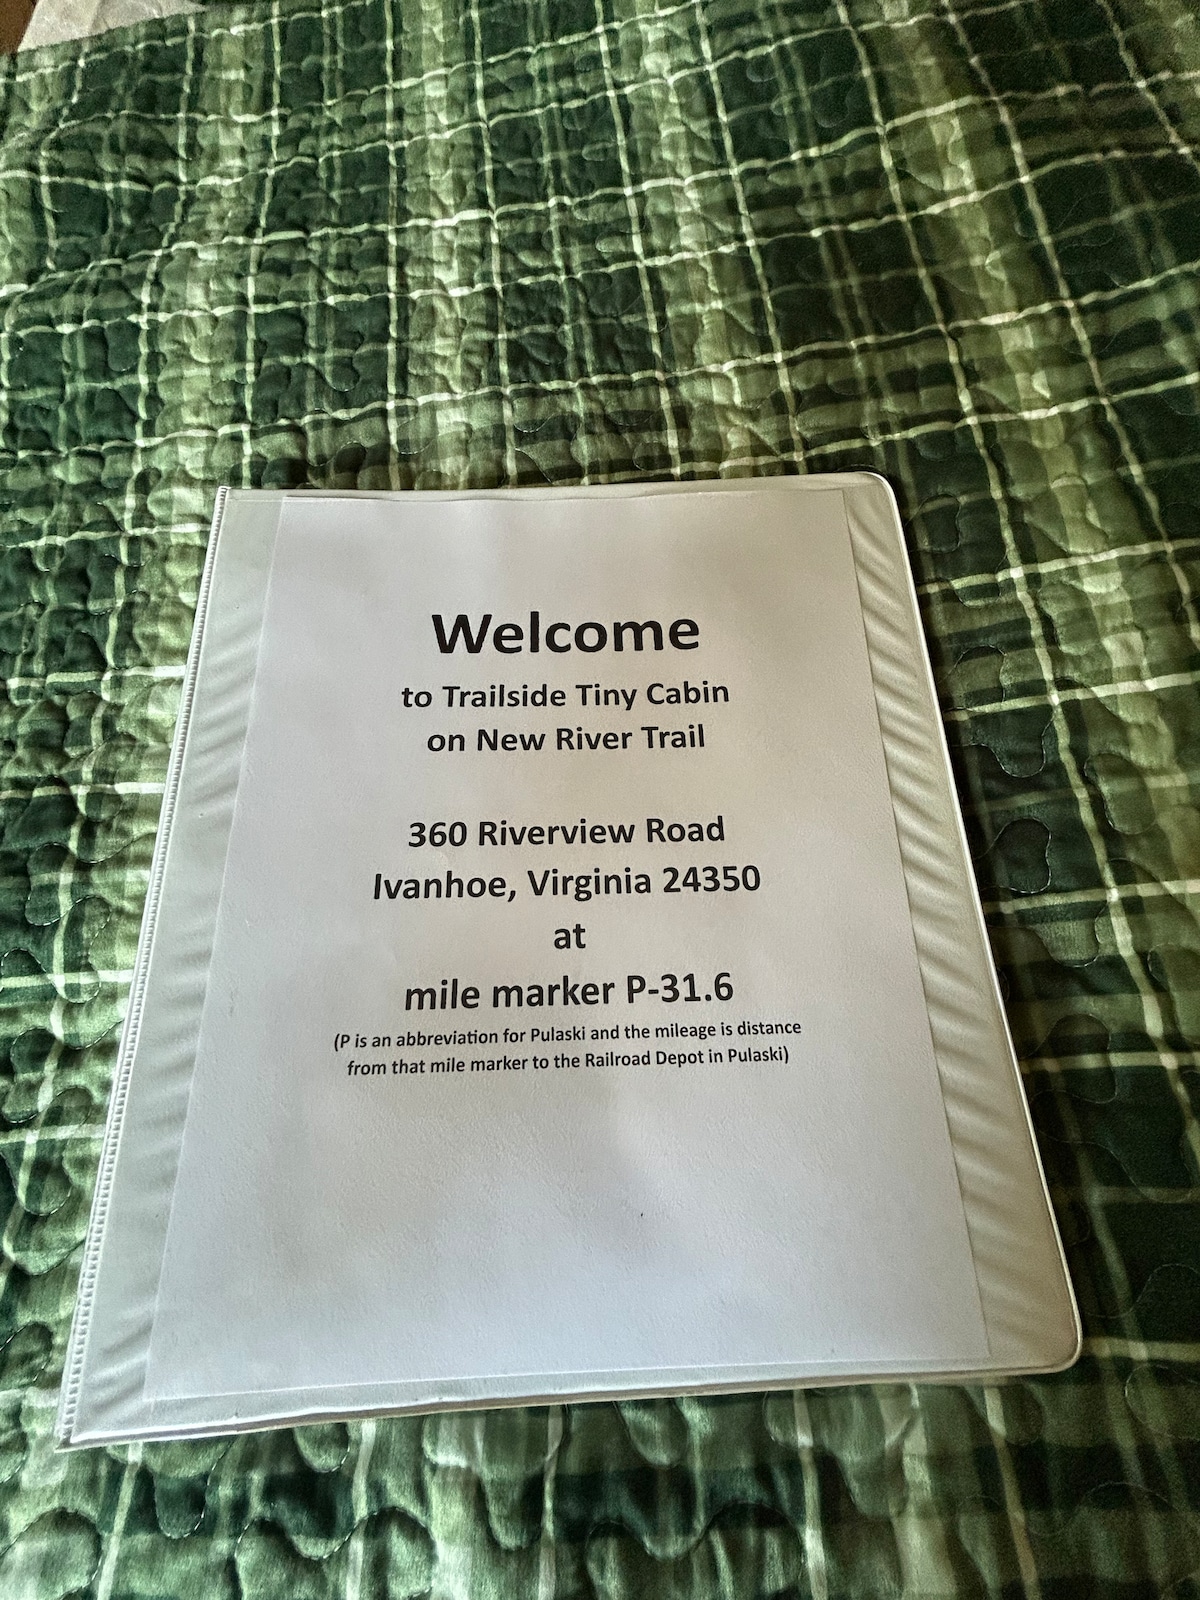 Welcome
to Trailside Tiny Cabin
on New River Trail
360 Riverview Road
Ivanhoe, Virginia 24350
at
mile marker P-31.6
(P is an abbreviation for Pulaski and the mileage is distance
from that mile marker to the Railroad Depot in Pulaski)